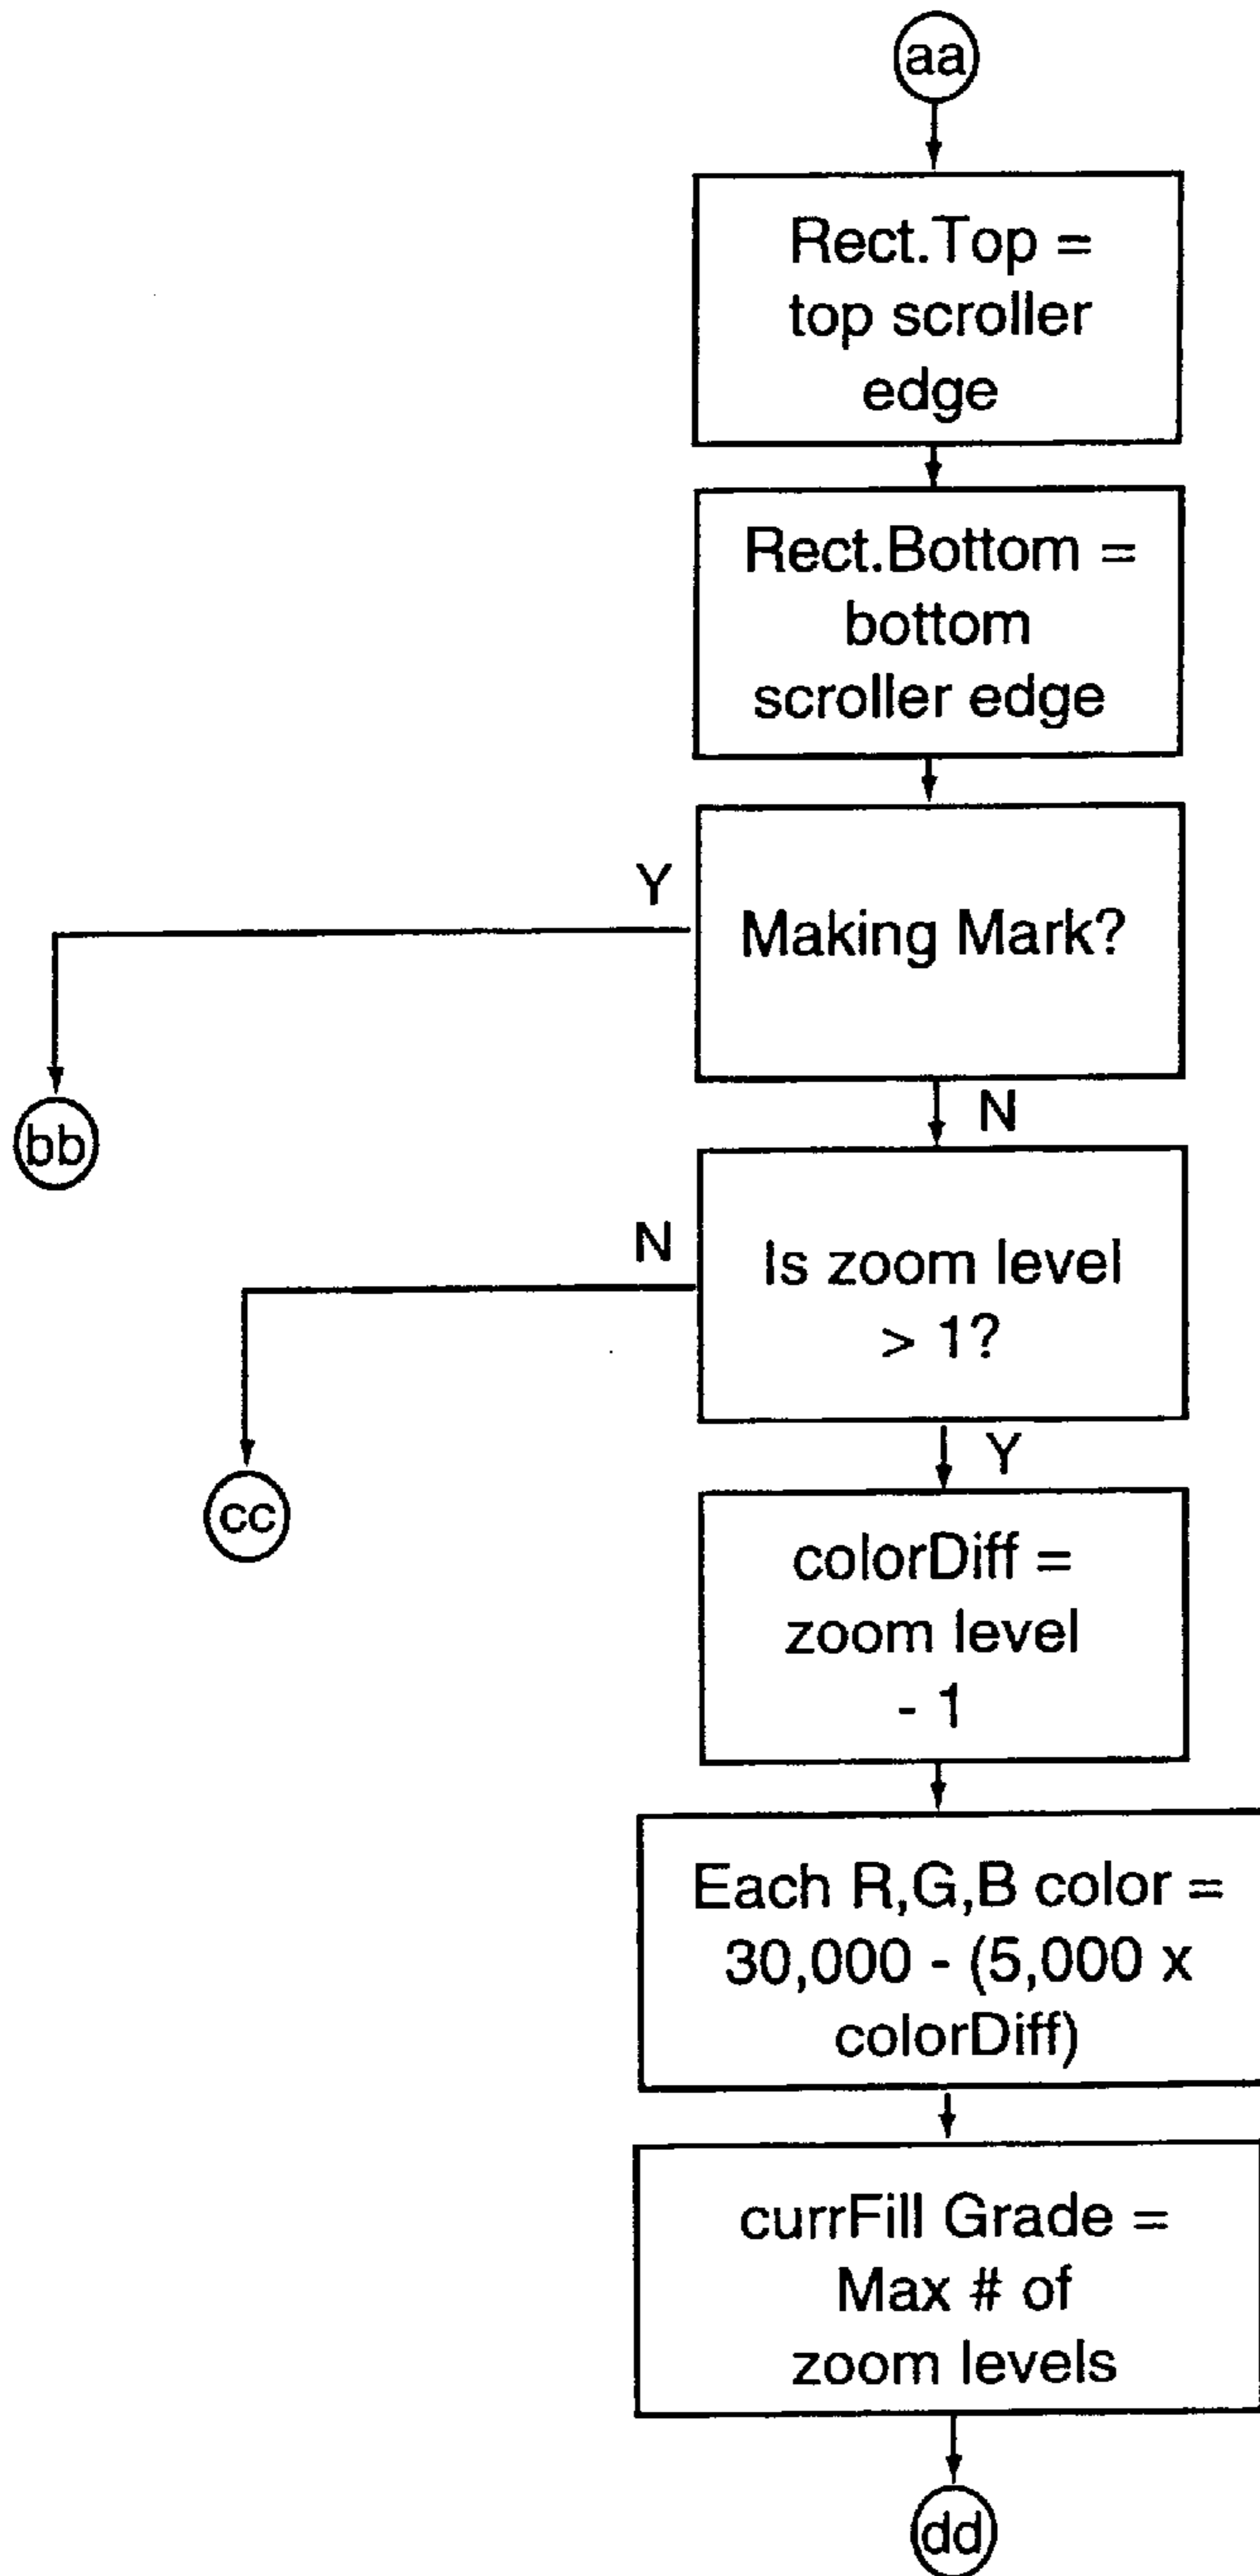 aa
Rect.Top =
top scroller
edge
Rect.Bottom =
bottom
scroller edge
Y
Making Mark?
bb
N
N
Is zoom level
> 1?
cc
Y
colorDiff =
zoom level
- 1
Each R,G,B color =
30,000 - (5,000 x
colorDiff)
currFill Grade =
Max # of
zoom levels
dd